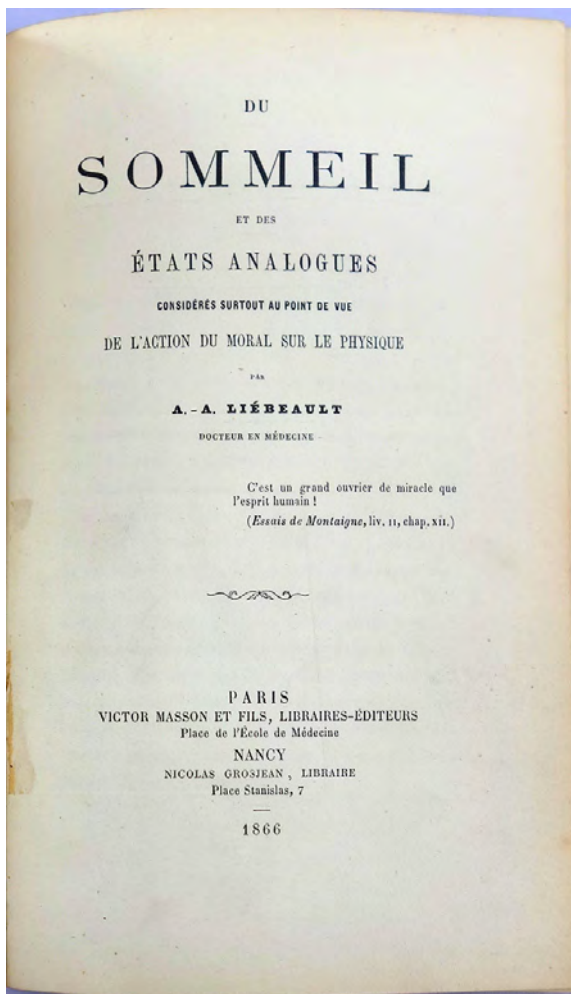 DU
SOMMEIL
ET DES
ÉTATS ANALOGUES
CONSIDÉRÉS SURTOUT AU POINT DE VUE
DE L'ACTION DU MORAL SUR LE PHYSIQUE
PAR
A.-A. LIÉBEAULT
DOCTEUR EN MÉDECINE
C'est un grand ouvrier de miracle que
l'esprit humain !
(Essais de Montaigne, liv. II, chap. XII.)
PARIS
VICTOR MASSON ET FILS, LIBRAIRES-ÉDITEURS
Place de l'École de Médecine
NANCY
NICOLAS GROSJEAN, LIBRAIRE
Place Stanislas, 7
1866